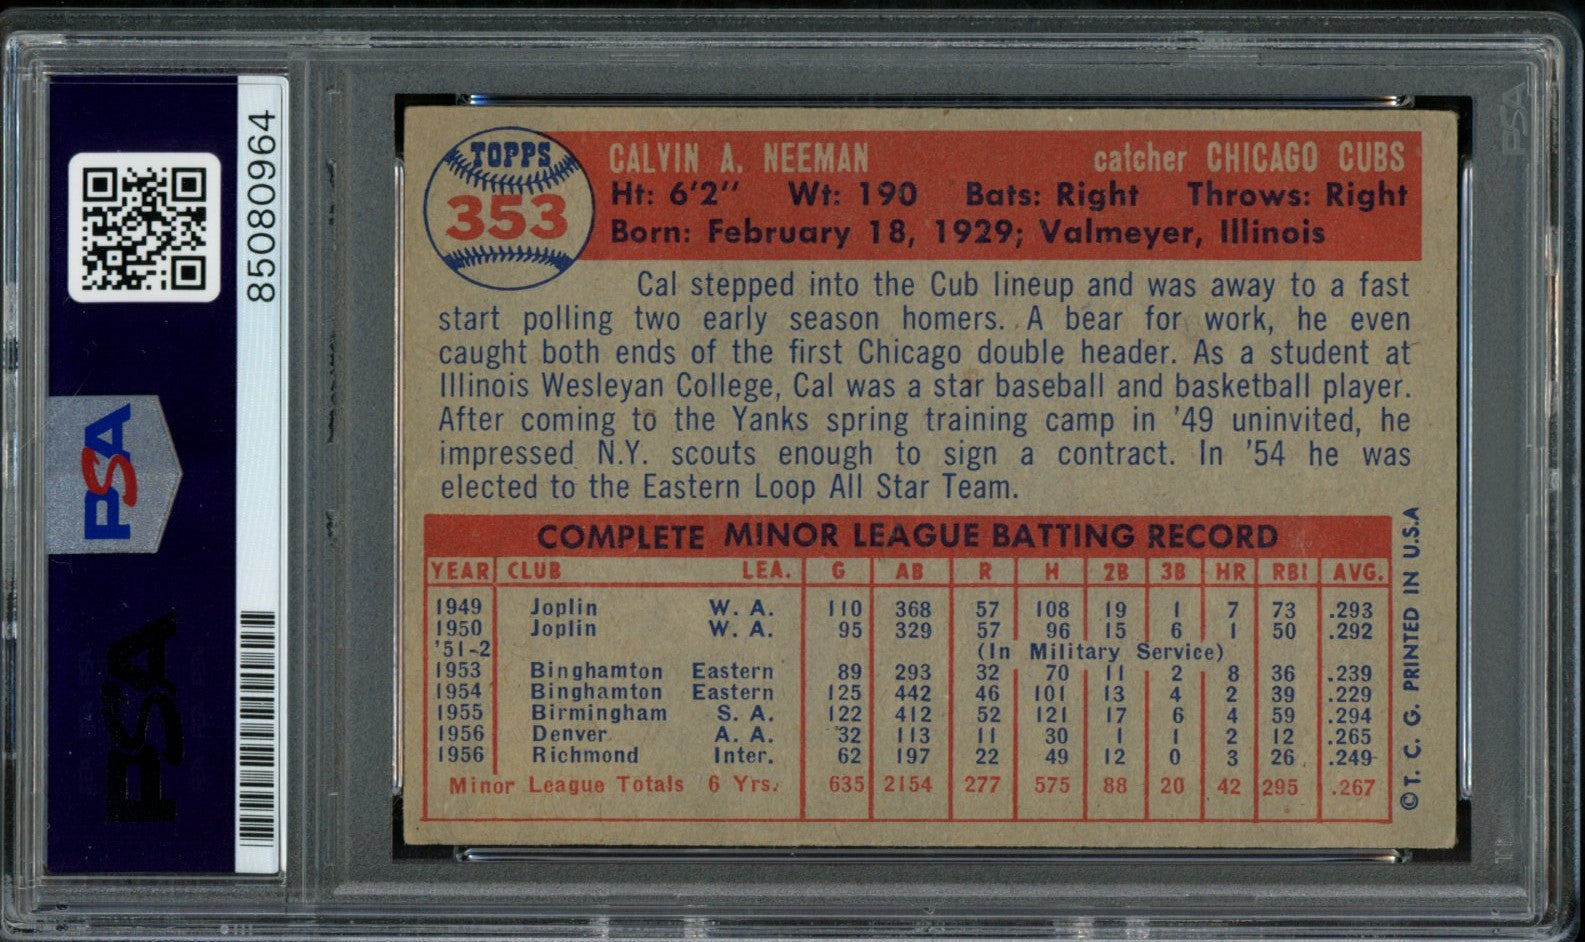 85080964
PSA
PSA
PSA
TOPPS
353
CALVIN A. NEEMAN catcher CHICAGO CUBS
Ht: 6'2" Wt: 190 Bats: Right Throws: Right
Born: February 18, 1929; Valmeyer, Illinois
Cal stepped into the Cub lineup and was away to a fast
start polling two early season homers. A bear for work, he even
caught both ends of the first Chicago double header. As a student at
Illinois Wesleyan College, Cal was a star baseball and basketball player.
After coming to the Yanks spring training camp in '49 uninvited, he
impressed N.Y. scouts enough to sign a contract. In '54 he was
elected to the Eastern Loop All Star Team.
COMPLETE MINOR LEAGUE BATTING RECORD
YEAR CLUB LEA. G AB R H 2B 3B HR RBI AVG.
1949 Joplin W. A. 110 368 57 108 19 1 7 73 .293
1950 Joplin W. A. 95 329 57 96 15 6 1 50 .292
'51-2 (In Military Service)
1953 Binghamton Eastern 89 293 32 70 11 2 8 36 .239
1954 Binghamton Eastern 125 442 46 101 13 4 2 39 .229
1955 Birmingham S. A. 122 412 52 121 17 6 4 59 .294
1956 Denver A. A. 32 113 11 30 1 1 2 12 .265
1956 Richmond Inter. 62 197 22 49 12 0 3 26 .249
Minor League Totals 6 Yrs. 635 2154 277 575 88 20 42 295 .267
©T. C. G. PRINTED IN U.S.A